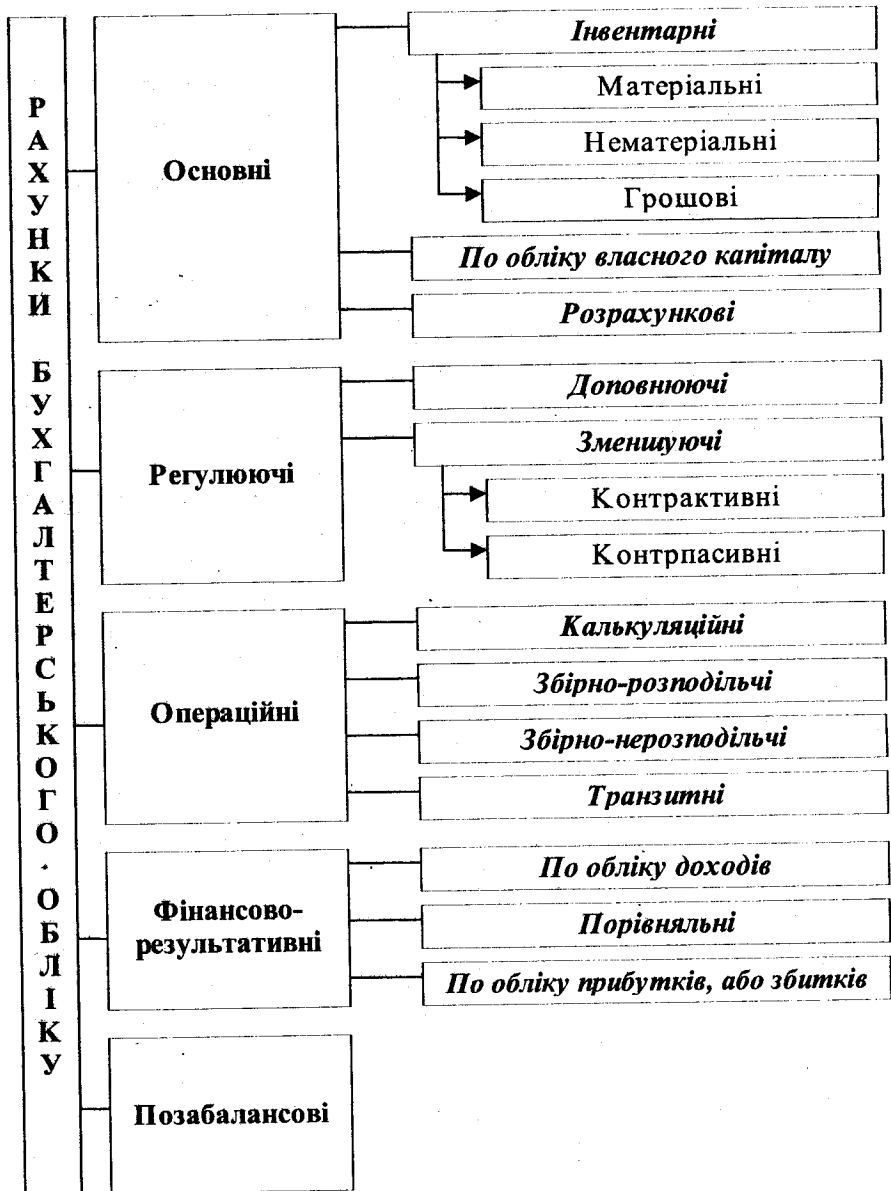 РАХУНКИ БУХГАЛТЕРСЬКОГО ОБЛІКУ
Основні
Інвентарні
Матеріальні
Нематеріальні
Грошові
По обліку власного капіталу
Розрахункові
Регулюючі
Доповнюючі
Зменшуючі
Контрактивні
Контрпасивні
Операційні
Калькуляційні
Збірно-розподільчі
Збірно-нерозподільчі
Транзитні
Фінансово-
результативні
По обліку доходів
Порівняльні
По обліку прибутків, або збитків
Позабалансові